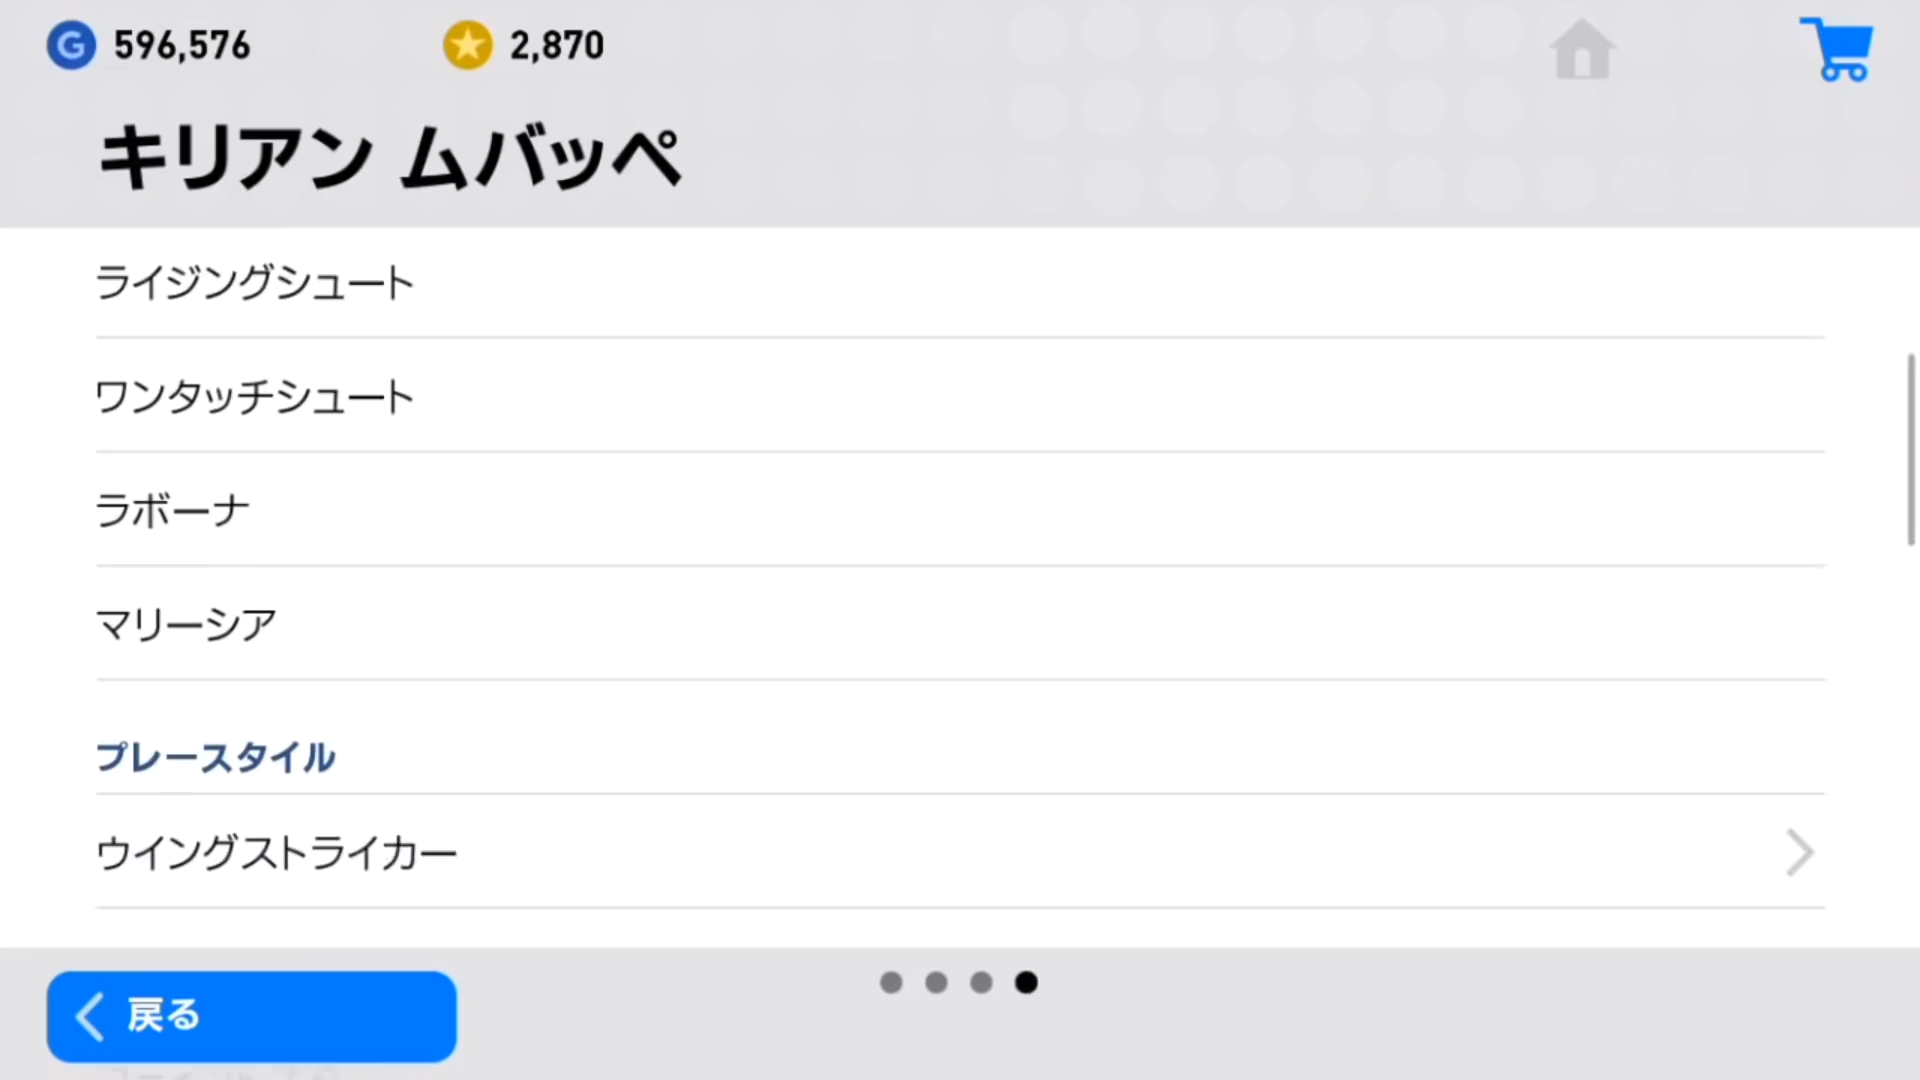 G 596,576 2,870
キリアン ムバッペ
ライジングシュート
ワンタッチシュート
ラボーナ
マリーシア
プレースタイル
ウイングストライカー
戻る